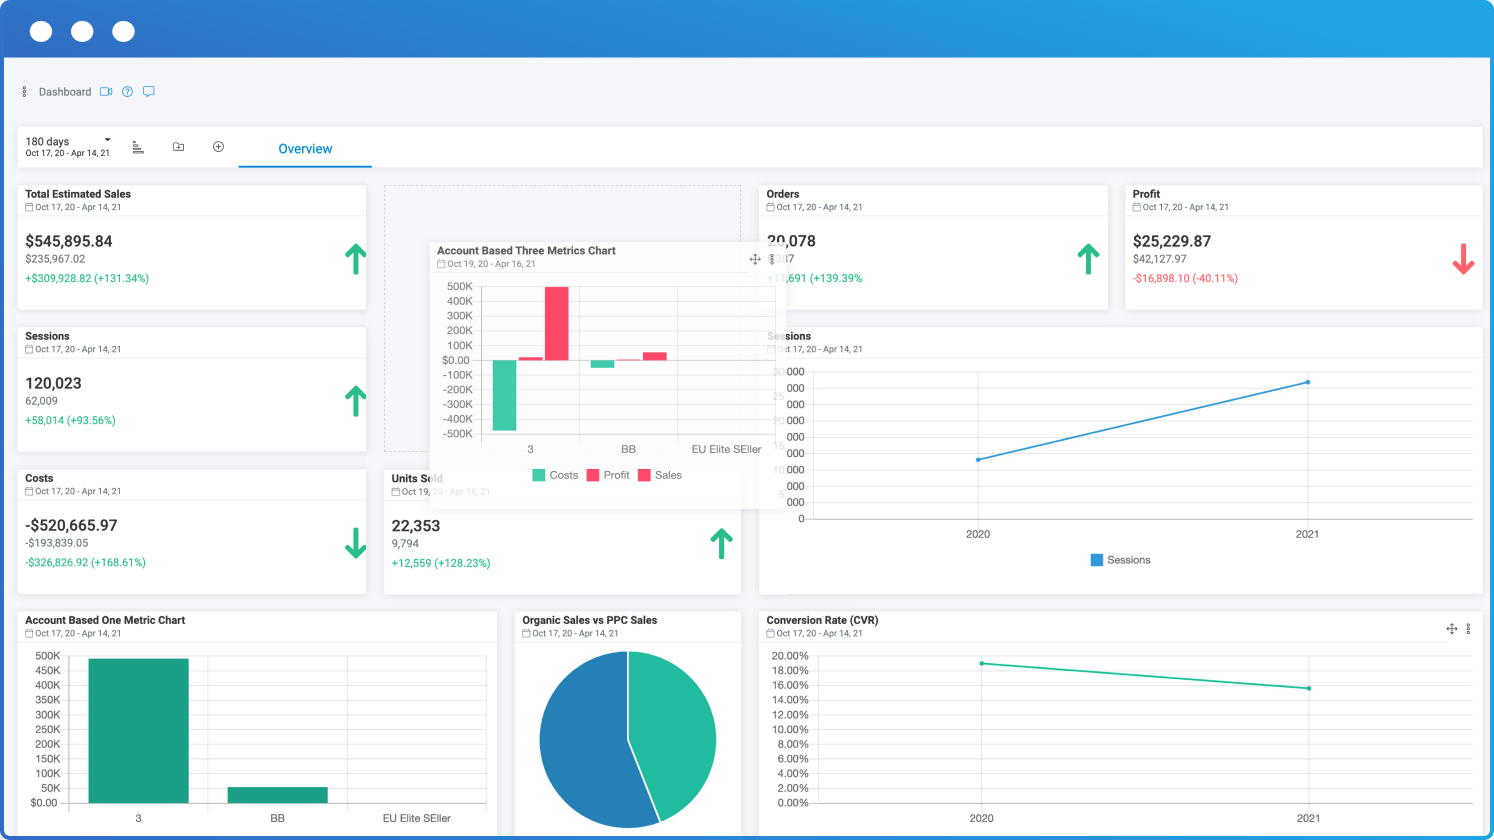 Dashboard
180 days
Oct 17, 20 - Apr 14, 21
Overview
Total Estimated Sales
Oct 17, 20 - Apr 14, 21
$545,895.84
$235,967.02
+$309,928.82 (+131.34%)
Orders
Oct 17, 20 - Apr 14, 21
20,078
8,387
+11,691 (+139.39%
Profit
Oct 17, 20 - Apr 14, 21
$25,229.87
$42,127.97
-$16,898.10 (-40.11%)
Account Based Three Metrics Chart
Oct 19, 20 - Apr 16, 21
500K
400K
300K
200K
100K
$0.00
-100K
-200K
-300K
-400K
-500K
3 BB EU Elite SEller
Costs Profit Sales
Sessions
Oct 17, 20 - Apr 14, 21
120,023
62,009
+58,014 (+93.56%)
Sessions
Oct 17, 20 - Apr 14, 21
30 000
000
25 000
000
20 000
000
15 000
000
10 000
000
5 000
0
2020 2021
Sessions
Costs
Oct 17, 20 - Apr 14, 21
-$520,665.97
-$193,839.05
-$326,826.92 (+168.61%)
Units Sold
Oct 19, 20 - Apr 16, 21
22,353
9,794
+12,559 (+128.23%)
Account Based One Metric Chart
Oct 17, 20 - Apr 14, 21
500K
450K
400K
350K
300K
250K
200K
150K
100K
50K
$0.00
3 BB EU Elite SEller
Organic Sales vs PPC Sales
Oct 17, 20 - Apr 14, 21
Conversion Rate (CVR)
Oct 17, 20 - Apr 14, 21
20.00%
18.00%
16.00%
14.00%
12.00%
10.00%
8.00%
6.00%
4.00%
2.00%
0.00%
2020 2021